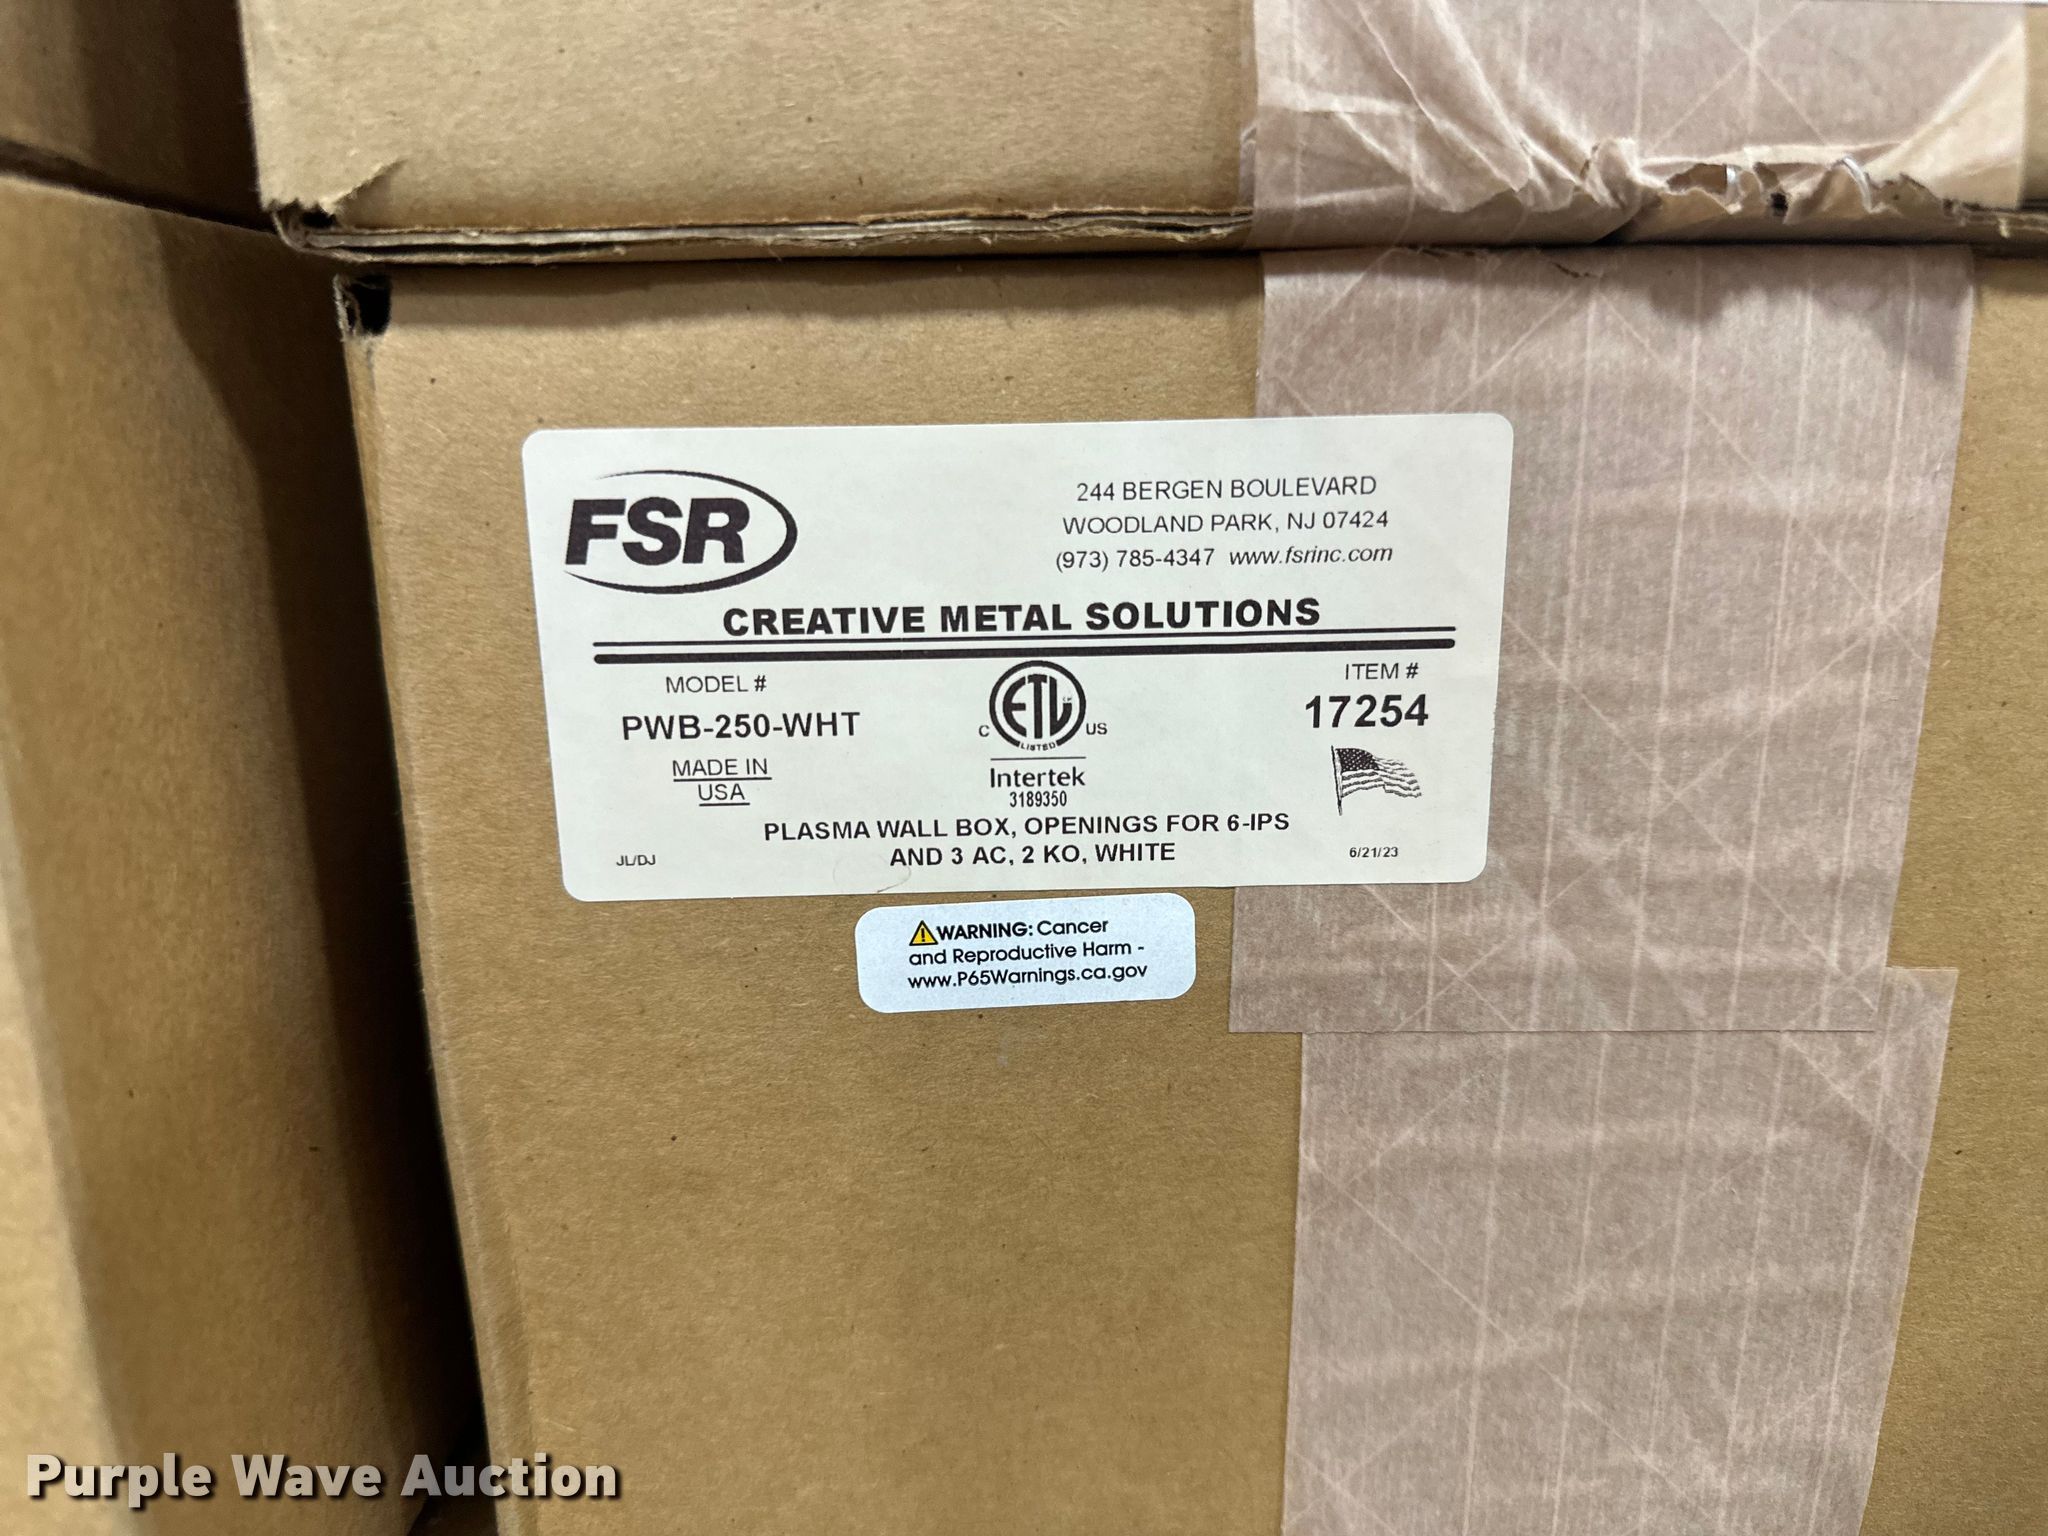 FSR
244 BERGEN BOULEVARD
WOODLAND PARK, NJ 07424
(973) 785-4347 www.fsrinc.com
CREATIVE METAL SOLUTIONS
MODEL #
PWB-250-WHT
MADE IN
USA
C ETL US
LISTED
Intertek
3189350
ITEM #
17254
PLASMA WALL BOX, OPENINGS FOR 6-IPS
AND 3 AC, 2 KO, WHITE
JL/DJ
6/21/23
WARNING: Cancer
and Reproductive Harm -
www.P65Warnings.ca.gov
Purple Wave Auction